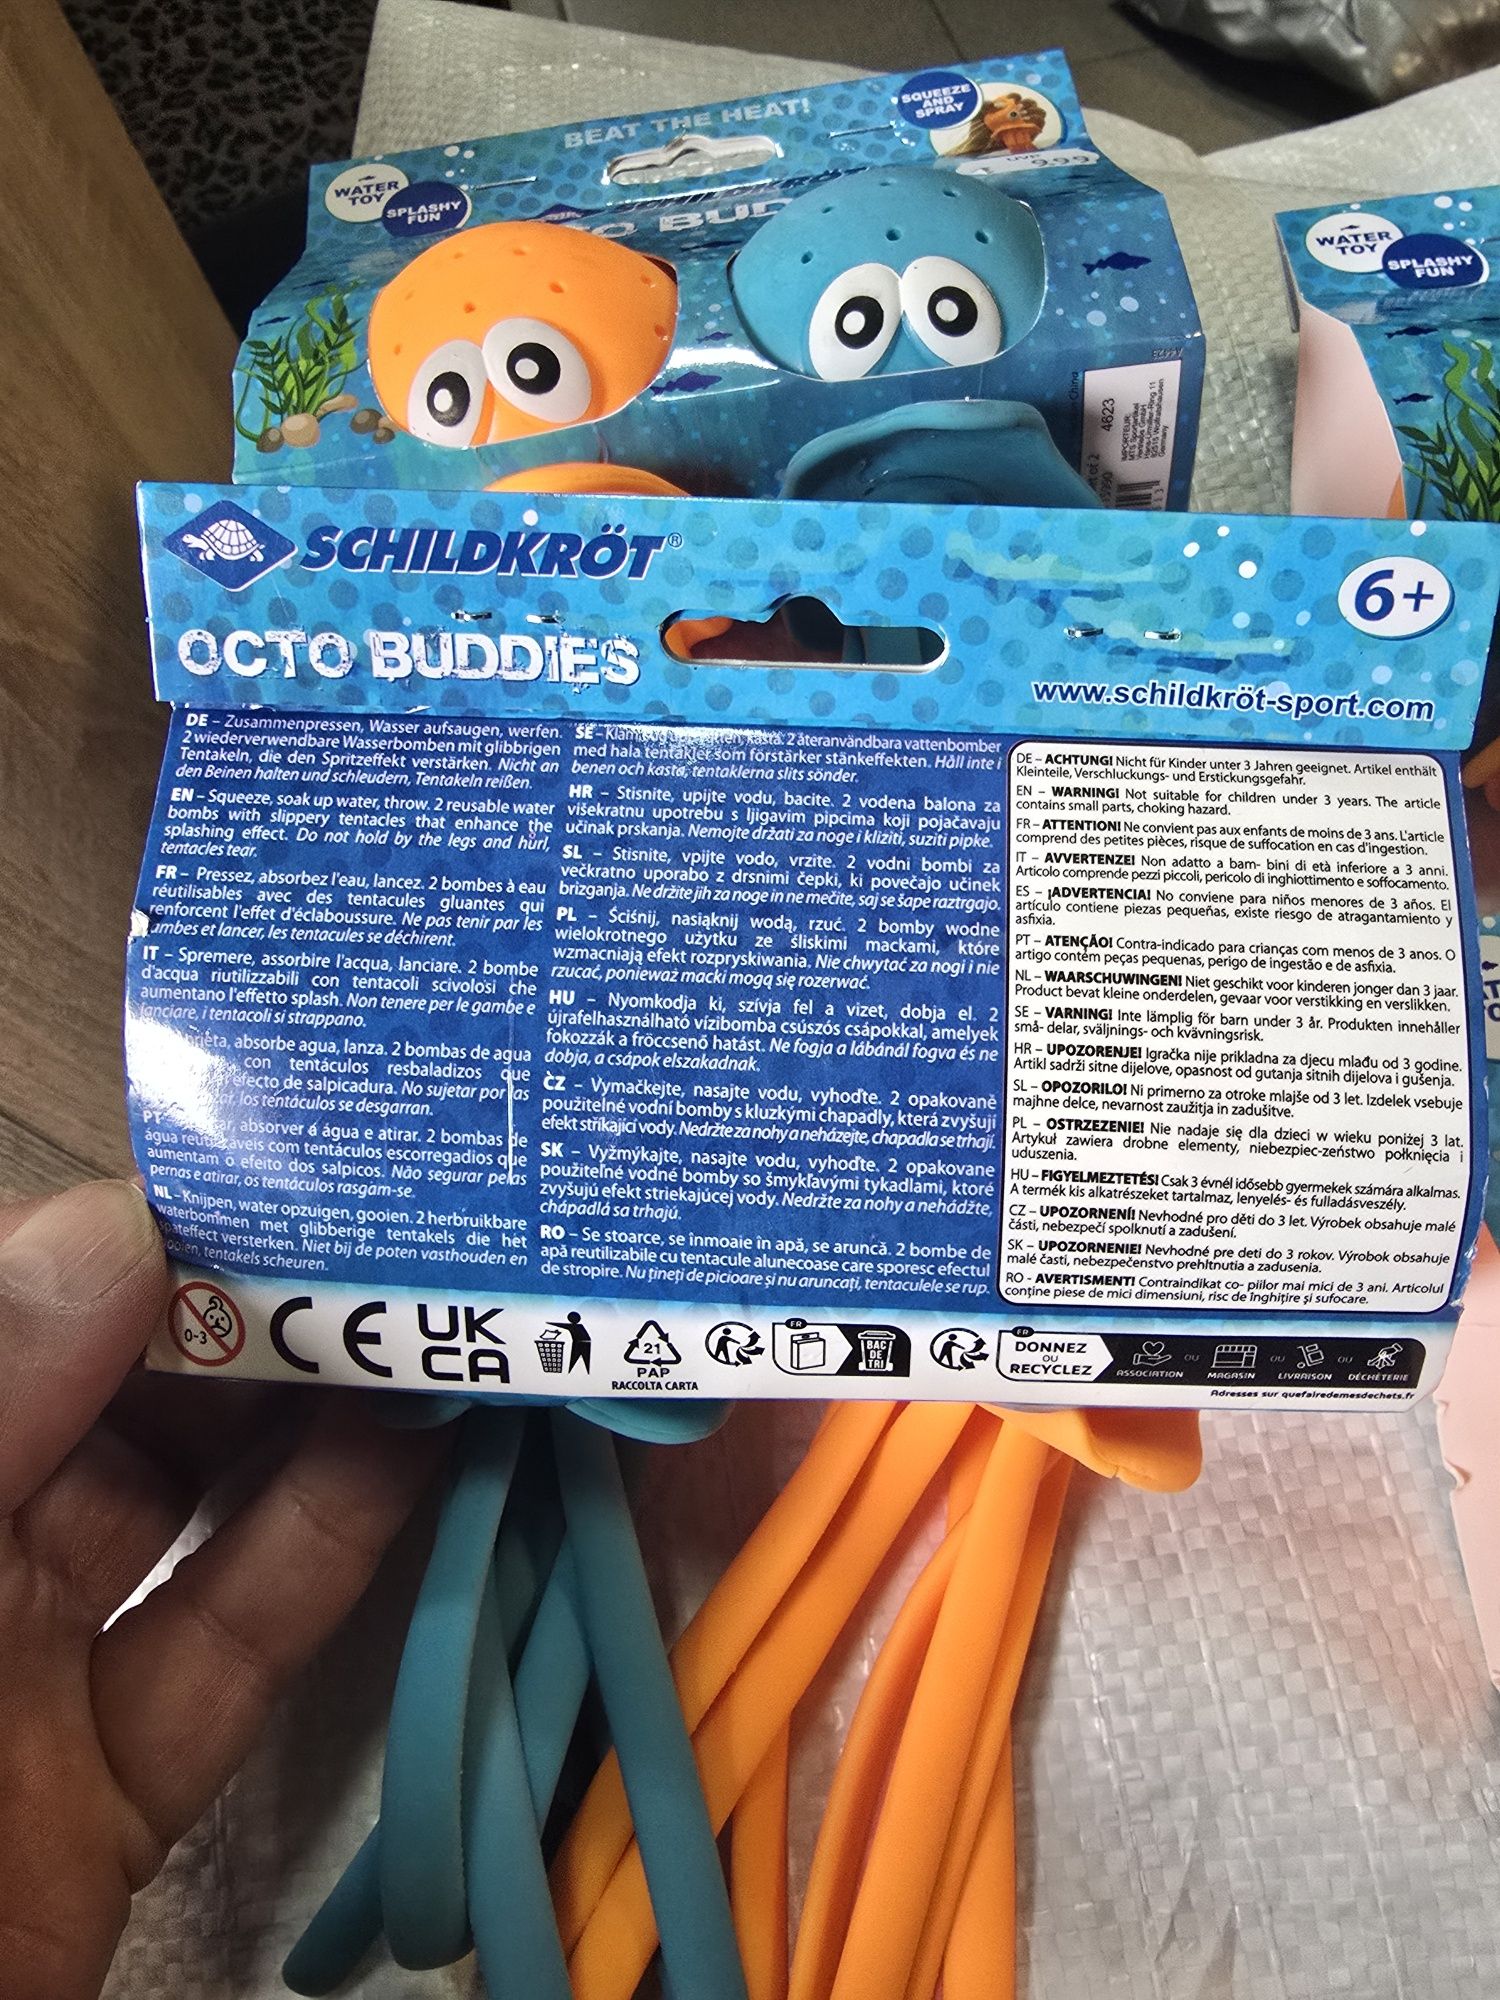 BEAT THE HEAT!
SQUEEZE
AND
SPRAY
UVP
9.99
WATER
TOY
SPLASHY
FUN
TO BUD
WATER
TOY
SPLASHY
FUN
China
4623
IMPORTEUR:
MTS Sportartikel
Vertriebs GmbH
82515 Wolfratshausen
Germany
SCHILDKRÖT®
6+
OCTO BUDDIES
www.schildkröt-sport.com
DE – Zusammenpressen, Wasser aufsaugen, werfen.
2 wiederverwendbare Wasserbomben mit glibbrigen
Tentakeln, die den Spritzeffekt verstärken. Nicht an
den Beinen halten und schleudern, Tentakeln reißen.
EN – Squeeze, soak up water, throw. 2 reusable water
bombs with slippery tentacles that enhance the
splashing effect. Do not hold by the legs and hurl,
tentacles tear.
FR – Pressez, absorbez l'eau, lancez. 2 bombes à eau
réutilisables avec des tentacules gluantes qui
renforcent l'effet d'éclaboussure. Ne pas tenir par les
jambes et lancer, les tentacules se déchirent.
IT – Spremere, assorbire l'acqua, lanciare. 2 bombe
d'acqua riutilizzabili con tentacoli scivolosi che
aumentano l'effetto splash. Non tenere per le gambe e
lanciare, i tentacoli si strappano.
absorbe agua, lanza. 2 bombas de agua
con tentáculos resbaladizos que
efecto de salpicadura. No sujetar por las
los tentáculos se desgarran.
PT
absorver a água e atirar. 2 bombas de
água reutilizáveis com tentáculos escorregadios que
aumentam o efeito dos salpicos. Não segurar pelas
pernas e atirar, os tentáculos rasgam-se.
NL – Knijpen, water opzuigen, gooien. 2 herbruikbare
waterbommen met glibberige tentakels die het
spateffect versterken. Niet bij de poten vasthouden en
gooien, tentakels scheuren.
SE – kasta. 2 återanvändbara vattenbomber
med hala tentakler som förstärker stänkeffekten. Håll inte i
benen och kasta, tentaklerna slits sönder.
HR – Stisnite, upijte vodu, bacite. 2 vodena balona za
višekratnu upotrebu s ljigavim pipcima koji pojačavaju
učinak prskanja. Nemojte držati za noge i kliziti, suziti pipke.
SL – Stisnite, vpijte vodo, vrzite. 2 vodni bombi za
večkratno uporabo z drsnimi čepki, ki povečajo učinek
brizganja. Ne držite jih za noge in ne mečite, saj se šape raztrgajo.
PL – Ściśnij, nasiąknij wodą, rzuć. 2 bomby wodne
wielokrotnego użytku ze śliskimi mackami, które
wzmacniają efekt rozpryskiwania. Nie chwytać za nogi i nie
rzucać, ponieważ macki mogą się rozerwać.
HU – Nyomkodja ki, szívja fel a vizet, dobja el. 2
újrafelhasználható vízibomba csúszós csápokkal, amelyek
fokozzák a fröccsenő hatást. Ne fogja a lábánál fogva és ne
dobja, a csápok elszakadnak.
CZ – Vymačkejte, nasajte vodu, vyhoďte. 2 opakovaně
použitelné vodní bomby s kluzkými chapadly, která zvyšují
efekt stříkající vody. Nedržte za nohy a neházejte, chapadla se trhají.
SK – Vyžmýkajte, nasajte vodu, vyhoďte. 2 opakovane
použiteľné vodné bomby so šmykľavými tykadlami, ktoré
zvyšujú efekt striekajúcej vody. Nedržte za nohy a nehádžte,
chápadlá sa trhajú.
RO – Se stoarce, se înmoaie în apă, se aruncă. 2 bombe de
apă reutilizabile cu tentacule alunecoase care sporesc efectul
de stropire. Nu țineți de picioare și nu aruncați, tentaculele se rup.
DE – ACHTUNG! Nicht für Kinder unter 3 Jahren geeignet. Artikel enthält
Kleinteile, Verschluckungs- und Erstickungsgefahr.
EN – WARNING! Not suitable for children under 3 years. The article
contains small parts, choking hazard.
FR – ATTENTION! Ne convient pas aux enfants de moins de 3 ans. L'article
comprend des petites pièces, risque de suffocation en cas d'ingestion.
IT – AVVERTENZE! Non adatto a bam- bini di età inferiore a 3 anni.
Articolo comprende pezzi piccoli, pericolo di inghiottimento e soffocamento.
ES – ¡ADVERTENCIA! No conviene para niños menores de 3 años. El
artículo contiene piezas pequeñas, existe riesgo de atragantamiento y
asfixia.
PT – ATENÇÃO! Contra-indicado para crianças com menos de 3 anos. O
artigo contém peças pequenas, perigo de ingestão e de asfixia.
NL – WAARSCHUWINGEN! Niet geschikt voor kinderen jonger dan 3 jaar.
Product bevat kleine onderdelen, gevaar voor verstikking en verslikken.
SE – VARNING! Inte lämplig för barn under 3 år. Produkten innehåller
små- delar, sväljnings- och kvävningsrisk.
HR – UPOZORENJE! Igračka nije prikladna za djecu mlađu od 3 godine.
Artikl sadrži sitne dijelove, opasnost od gutanja sitnih dijelova i gušenja.
SL – OPOZORILO! Ni primerno za otroke mlajše od 3 let. Izdelek vsebuje
majhne delce, nevarnost zaužitja in zadušitve.
PL – OSTRZEZENIE! Nie nadaje się dla dzieci w wieku poniżej 3 lat.
Artykuł zawiera drobne elementy, niebezpiec-zeństwo połknięcia i
uduszenia.
HU – FIGYELMEZTETÉS! Csak 3 évnél idősebb gyermekek számára alkalmas.
A termék kis alkatrészeket tartalmaz, lenyelés- és fulladásveszély.
CZ – UPOZORNENÍ! Nevhodné pro děti do 3 let. Výrobek obsahuje malé
části, nebezpečí spolknutí a zadušení.
SK – UPOZORNENIE! Nevhodné pre deti do 3 rokov. Výrobok obsahuje
malé časti, nebezpečenstvo prehltnutia a zadusenia.
RO - AVERTISMENT! Contraindikat co- piilor mai mici de 3 ani. Articolul
conține piese de mici dimensiuni, risc de înghițire și sufocare.
0-3
CE
UK
CA
21
PAP
RACCOLTA CARTA
FR
BAC
DE
TRI
FR
DONNEZ
OU
RECYCLEZ
ASSOCIATION
OU
MAGASIN
OU
LIVRAISON
OU
DÉCHÈTERIE
Adresses sur quefairedemesdechets.fr